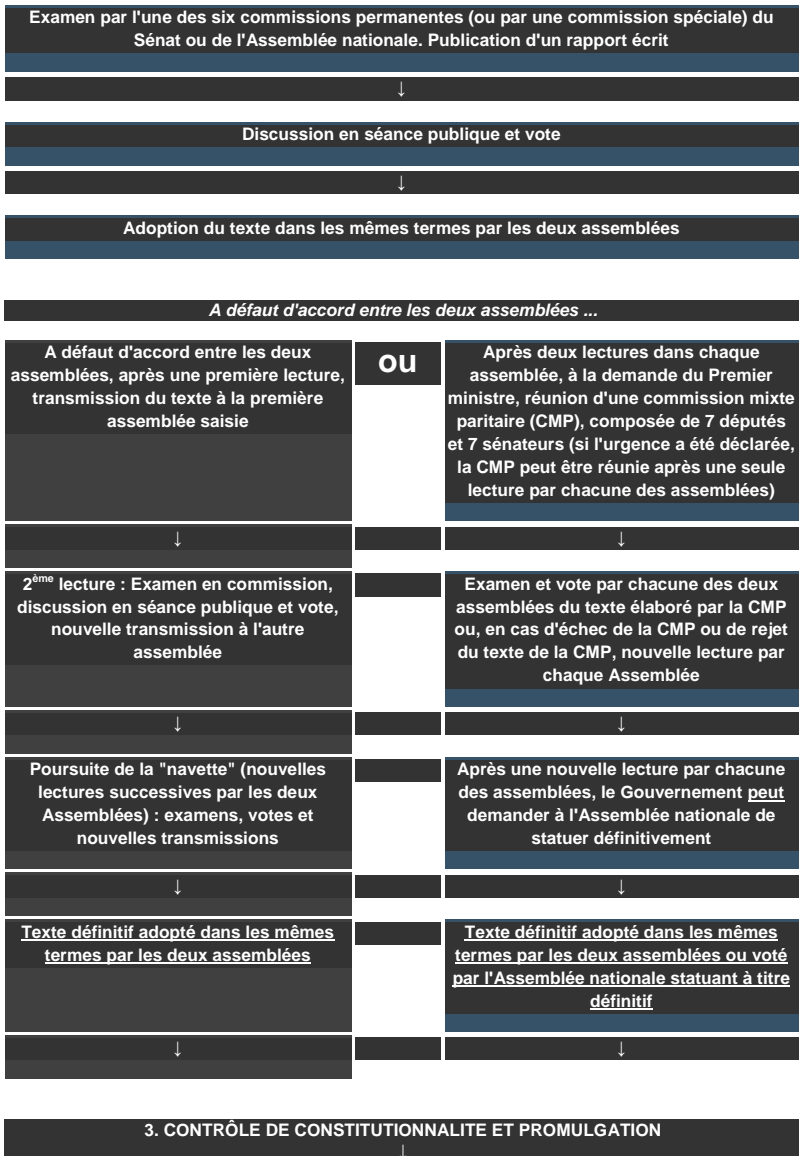 Examen par l'une des six commissions permanentes (ou par une commission spéciale) du
Sénat ou de l'Assemblée nationale. Publication d'un rapport écrit
↓
Discussion en séance publique et vote
↓
Adoption du texte dans les mêmes termes par les deux assemblées
A défaut d'accord entre les deux assemblées ...
A défaut d'accord entre les deux
assemblées, après une première lecture,
transmission du texte à la première
assemblée saisie
ou
Après deux lectures dans chaque
assemblée, à la demande du Premier
ministre, réunion d'une commission mixte
paritaire (CMP), composée de 7 députés
et 7 sénateurs (si l'urgence a été déclarée,
la CMP peut être réunie après une seule
lecture par chacune des assemblées)
↓
↓
2ème lecture : Examen en commission,
discussion en séance publique et vote,
nouvelle transmission à l'autre
assemblée
Examen et vote par chacune des deux
assemblées du texte élaboré par la CMP
ou, en cas d'échec de la CMP ou de rejet
du texte de la CMP, nouvelle lecture par
chaque Assemblée
↓
↓
Poursuite de la "navette" (nouvelles
lectures successives par les deux
Assemblées) : examens, votes et
nouvelles transmissions
Après une nouvelle lecture par chacune
des assemblées, le Gouvernement peut
demander à l'Assemblée nationale de
statuer définitivement
↓
↓
Texte définitif adopté dans les mêmes
termes par les deux assemblées
Texte définitif adopté dans les mêmes
termes par les deux assemblées ou voté
par l'Assemblée nationale statuant à titre
définitif
↓
↓
3. CONTRÔLE DE CONSTITUTIONNALITE ET PROMULGATION